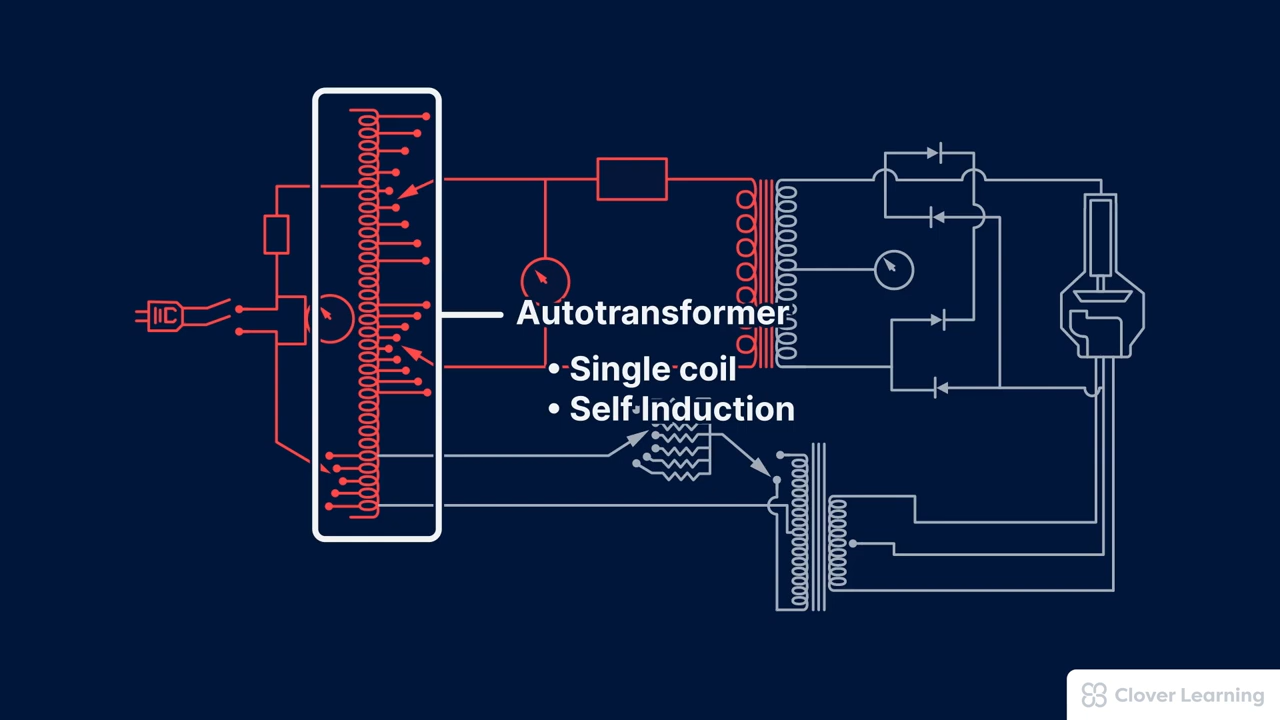 Autotransformer
• Single coil
• Self-Induction
Clover Learning